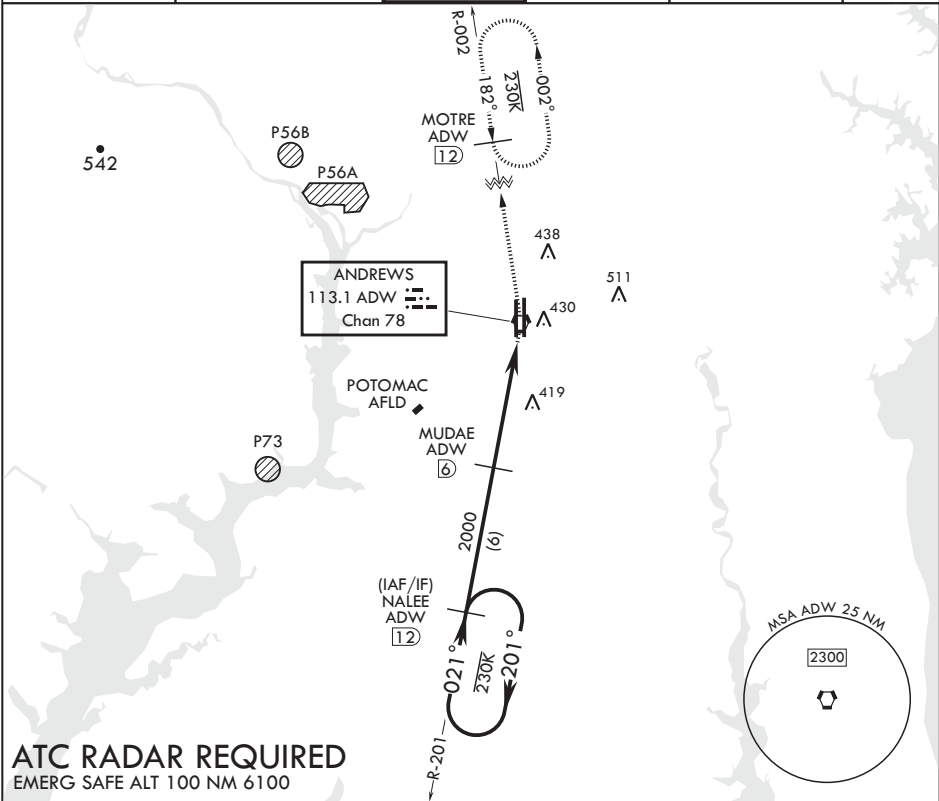 R-002
182°
230K
002°
MOTRE
ADW
12
542
P56B
P56A
438
511
ANDREWS
113.1 ADW
Chan 78
430
POTOMAC
AFLD
419
MUDAE
ADW
6
P73
2000
(6)
(IAF/IF)
NALEE
ADW
12
021°
230K
201°
R-201
MSA ADW 25 NM
2300
ATC RADAR REQUIRED
EMERG SAFE ALT 100 NM 6100